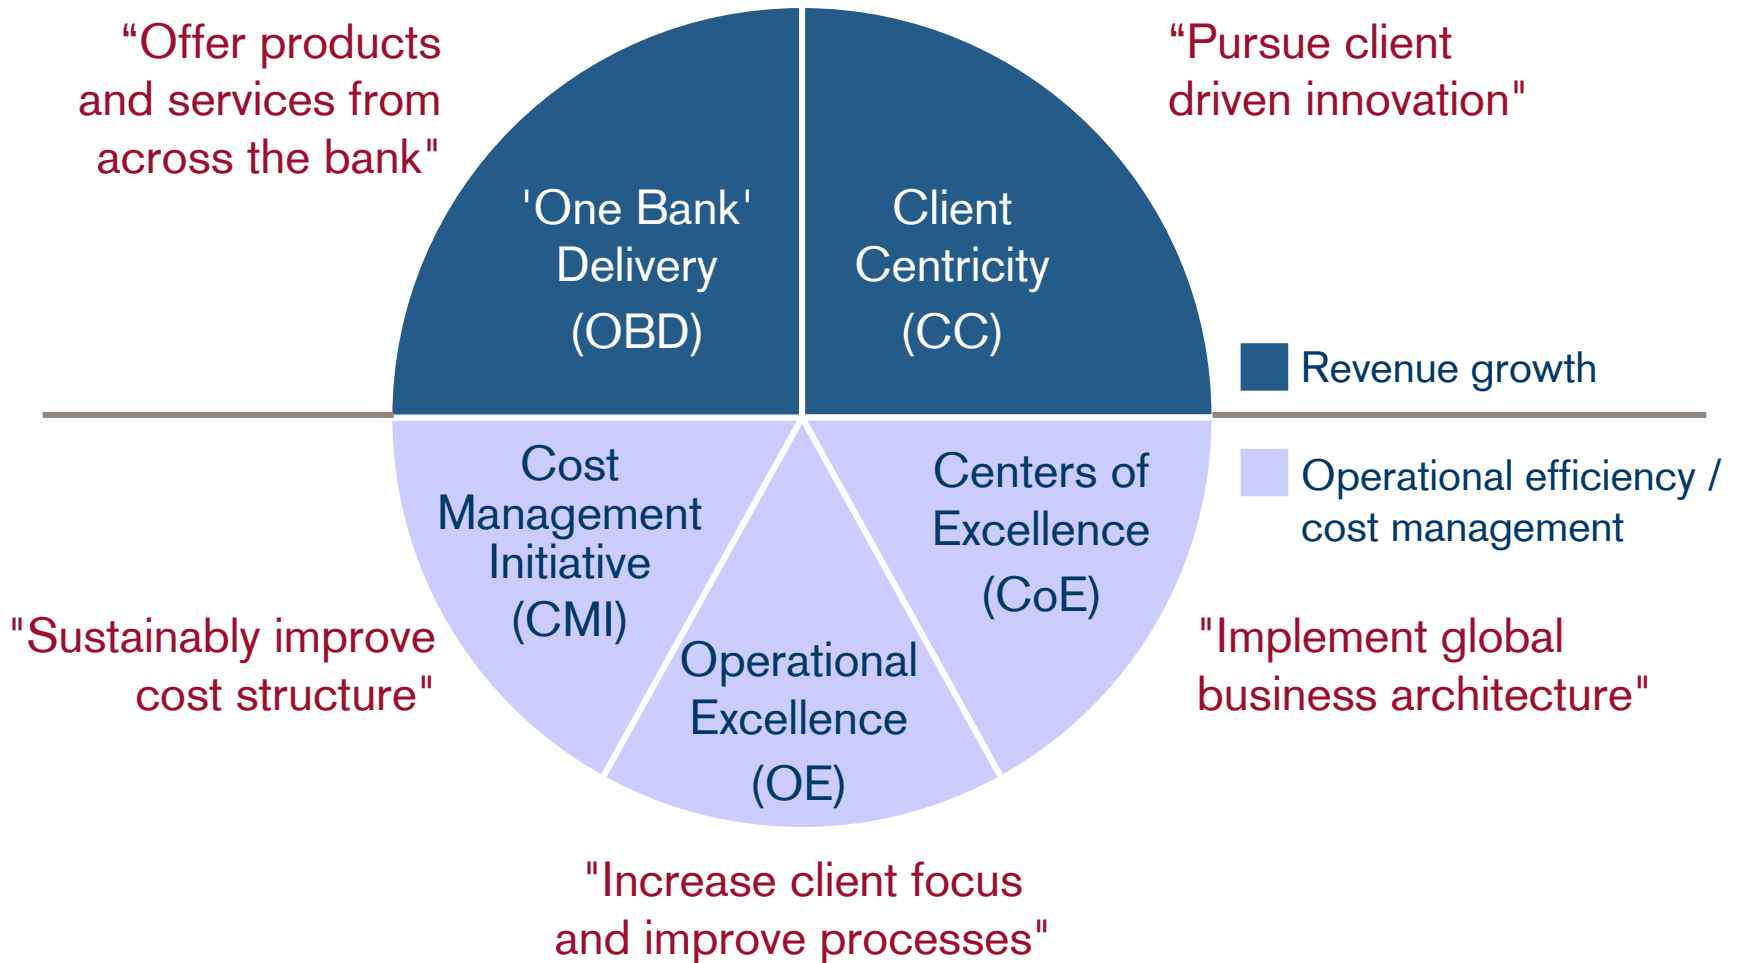 “Offer products
and services from
across the bank"
“Pursue client
driven innovation"
'One Bank'
Delivery
(OBD)
Client
Centricity
(CC)
Revenue growth
Cost
Management
Initiative
(CMI)
Centers of
Excellence
(CoE)
Operational efficiency /
cost management
"Sustainably improve
cost structure"
Operational
Excellence
(OE)
"Implement global
business architecture"
"Increase client focus
and improve processes"